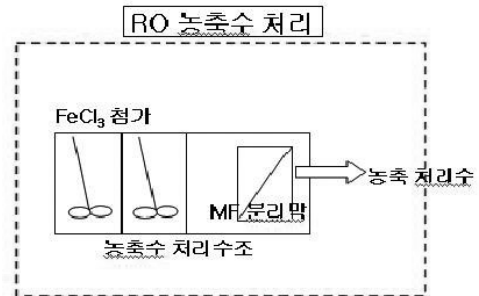 RO 농축수 처리
FeCl₃ 첨가
MF 분리막
농축 처리수
농축수 처리수조